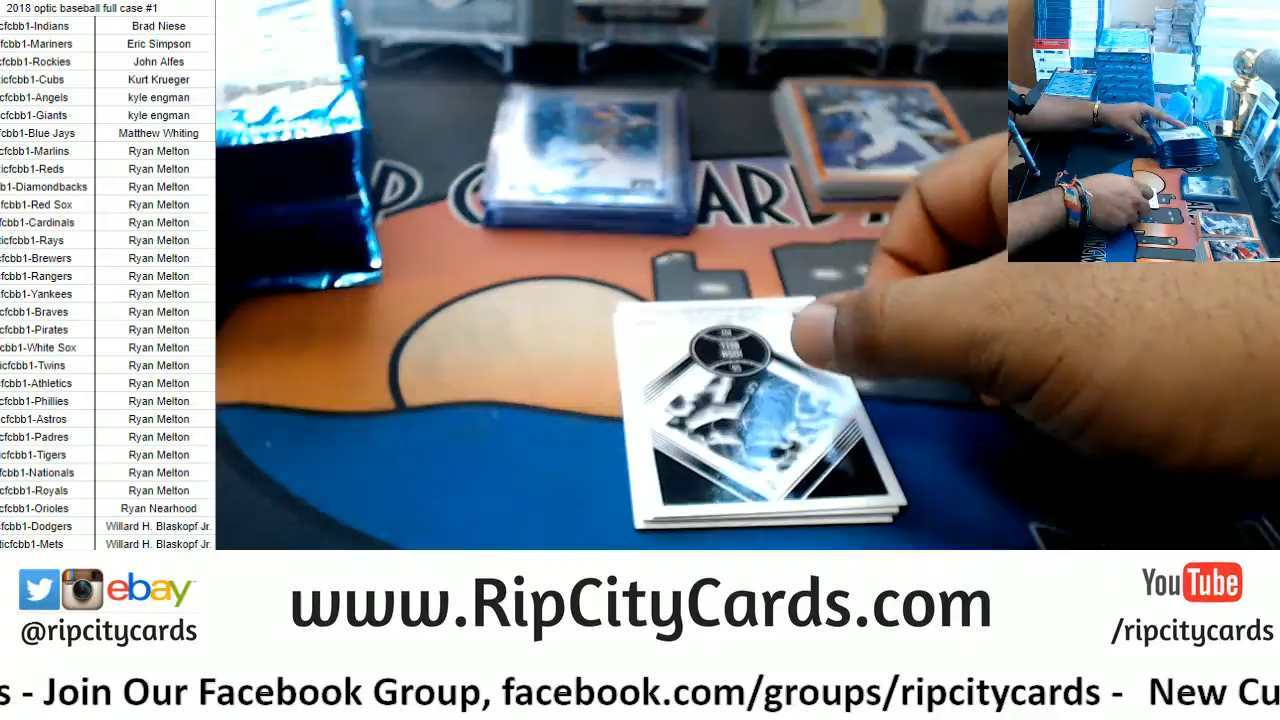 2018 optic baseball full case #1
cfcbb1-Indians Brad Niese
fcbb1-Mariners Eric Simpson
cfcbb1-Rockies John Alfes
icfcbb1-Cubs Kurt Krueger
cfcbb1-Angels kyle engman
cfcbb1-Giants kyle engman
fcbb1-Blue Jays Matthew Whiting
cfcbb1-Marlins Ryan Melton
ticfcbb1-Reds Ryan Melton
b1-Diamondbacks Ryan Melton
cbb1-Red Sox Ryan Melton
cbb1-Cardinals Ryan Melton
ticfcbb1-Rays Ryan Melton
cfcbb1-Brewers Ryan Melton
cfcbb1-Rangers Ryan Melton
fcbb1-Yankees Ryan Melton
cfcbb1-Braves Ryan Melton
cfcbb1-Pirates Ryan Melton
cbb1-White Sox Ryan Melton
icfcbb1-Twins Ryan Melton
cfcbb1-Athletics Ryan Melton
cfcbb1-Phillies Ryan Melton
cfcbb1-Astros Ryan Melton
cfcbb1-Padres Ryan Melton
cfcbb1-Tigers Ryan Melton
fcbb1-Nationals Ryan Melton
cfcbb1-Royals Ryan Melton
cfcbb1-Orioles Ryan Nearhood
cfcbb1-Dodgers Willard H. Blaskopf Jr.
ticfcbb1-Mets Willard H. Blaskopf Jr.
ebay
@ripcitycards
www.RipCityCards.com
YouTube
/ripcitycards
s - Join Our Facebook Group, facebook.com/groups/ripcitycards - New Cu